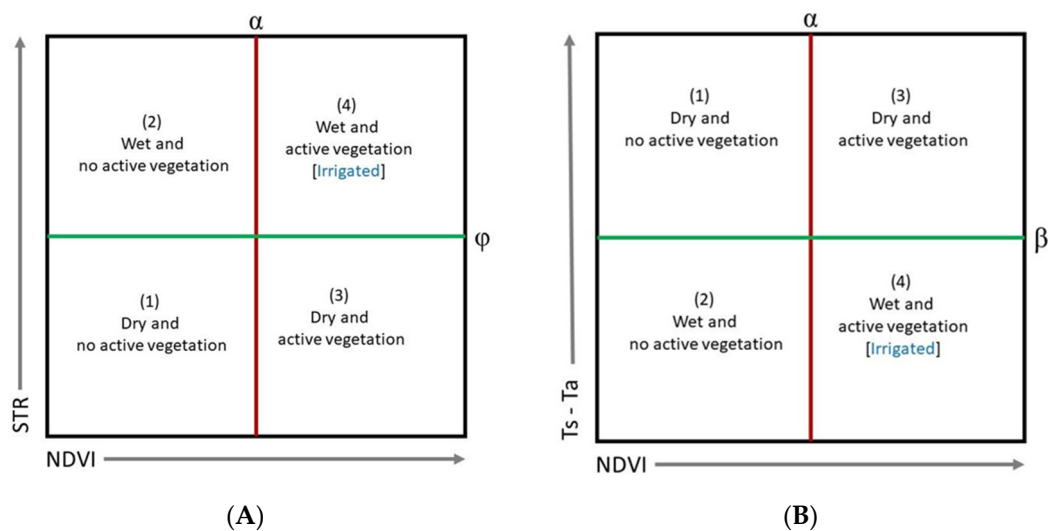 α
(2)
Wet and
no active vegetation
(4)
Wet and
active vegetation
[Irrigated]
φ
(1)
Dry and
no active vegetation
(3)
Dry and
active vegetation
STR
NDVI
(A)
α
(1)
Dry and
no active vegetation
(3)
Dry and
active vegetation
β
(2)
Wet and
no active vegetation
(4)
Wet and
active vegetation
[Irrigated]
Ts - Ta
NDVI
(B)